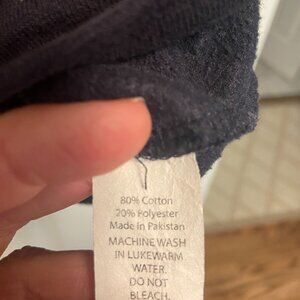 80% Cotton
20% Polyester
Made in Pakistan
MACHINE WASH
IN LUKEWARM
WATER.
DO NOT
BLEACH.